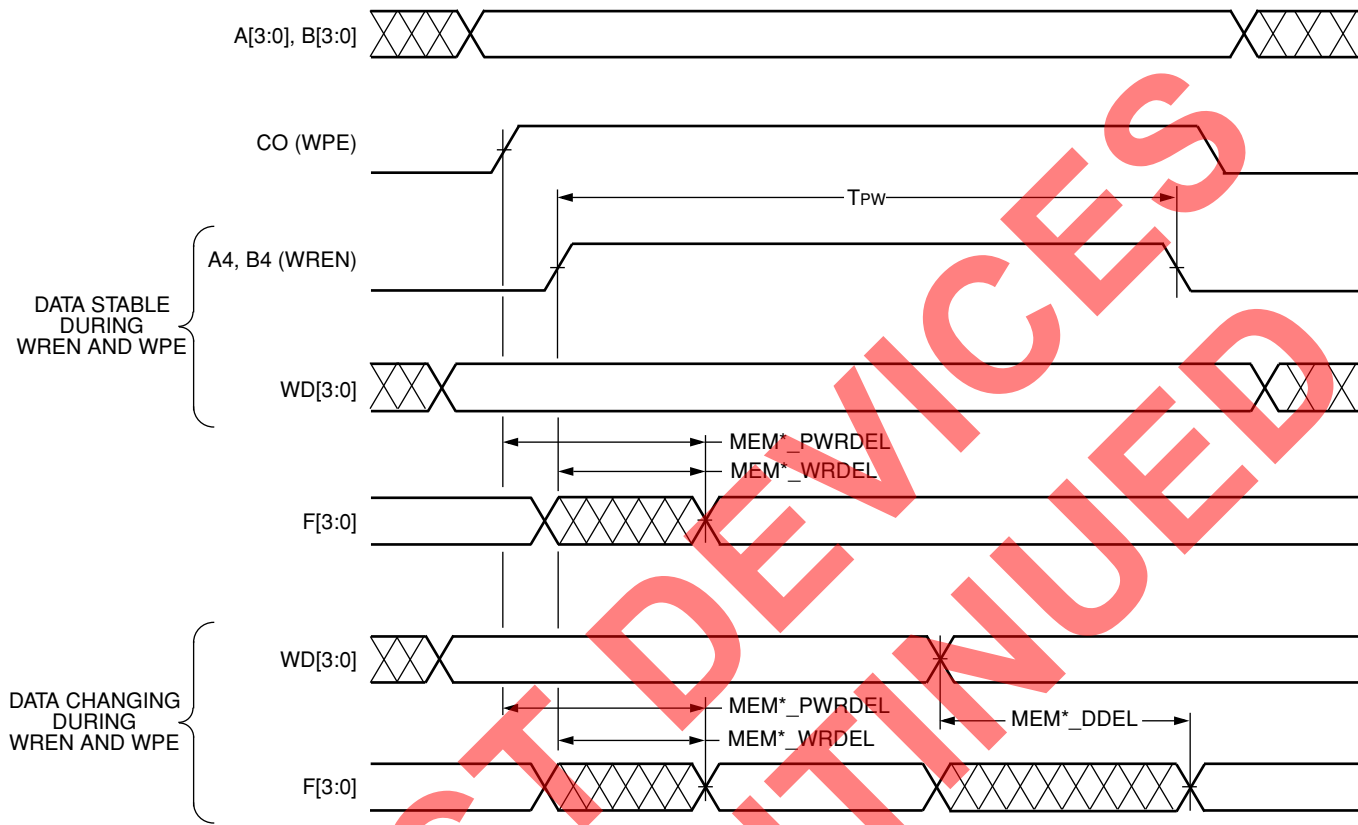 A[3:0], B[3:0]
CO (WPE)
TPW
A4, B4 (WREN)
DATA STABLE
DURING
WREN AND WPE
WD[3:0]
MEM*_PWRDEL
MEM*_WRDEL
F[3:0]
WD[3:0]
DATA CHANGING
DURING
WREN AND WPE
MEM*_PWRDEL
MEM*_DDEL
MEM*_WRDEL
F[3:0]
CT DEVICES
TINUED